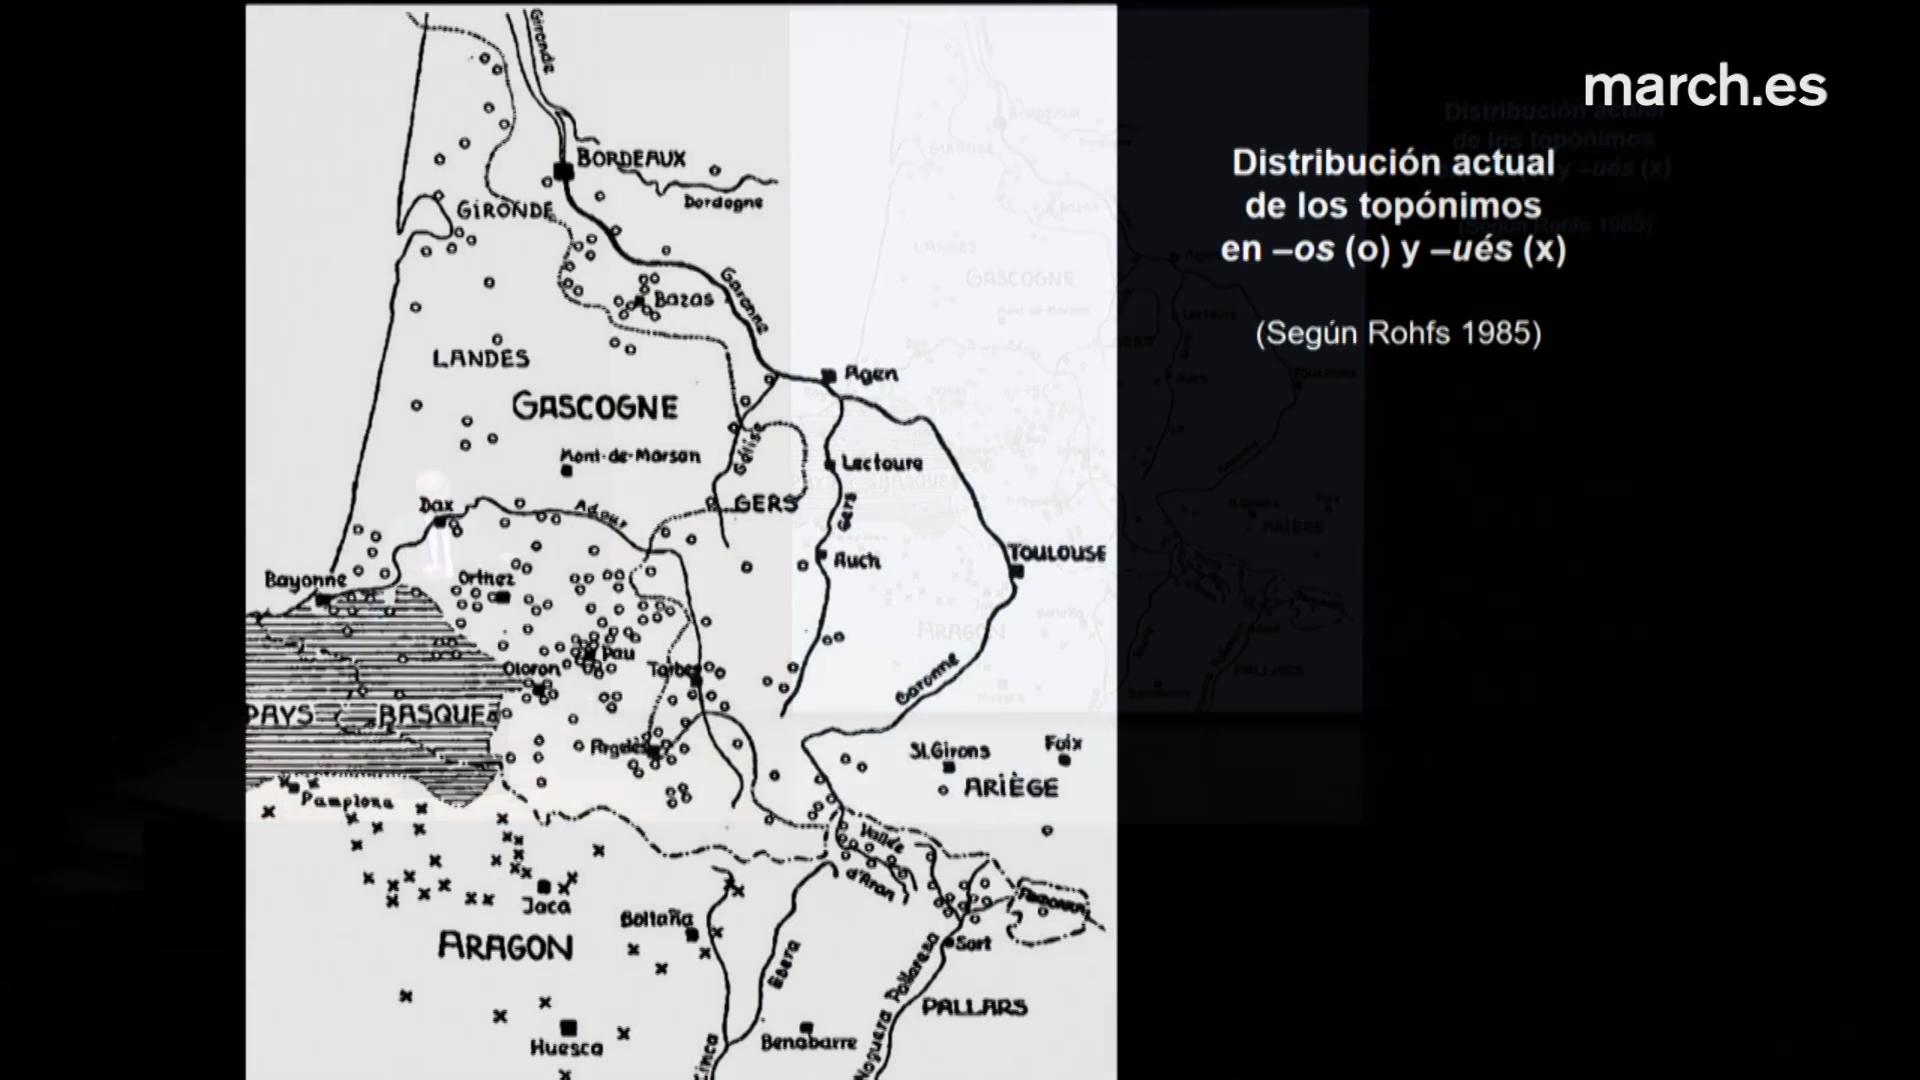 march.es
Distribución actual
de los topónimos
en –os (o) y –ués (x)
(Según Rohfs 1985)
Gironde
BORDEAUX
Dordogne
GIRONDE
Garonne
Bazas
LANDES
Agen
GASCOGNE
Mont-de-Marsan
Gélise
Lectoure
Dax
Adour
GERS
Gers
TOULOUSE
Auch
Bayonne
Orthez
Pau
Oloron
Tarbes
Garonne
PAYS BASQUE
Argelès
St.Girons
Foix
ARIÈGE
Pamplona
Vallée
d'Aran
Jaca
Boltaña
ARAGON
Sort
Esera
Noguera Pallaresa
PALLARS
Huesca
Benabarre
Cinca